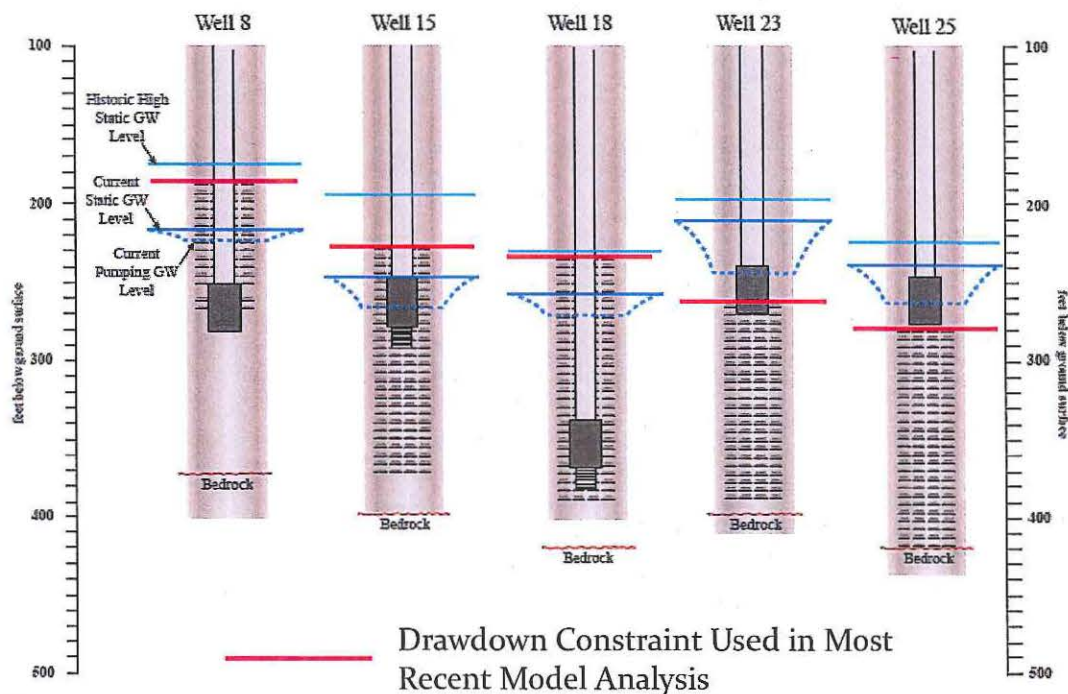 Well 8
Well 15
Well 18
Well 23
Well 25
100
200
300
400
500
feet below ground surface
Historic High
Static GW
Level
Current
Static GW
Level
Current
Pumping GW
Level
Bedrock
Bedrock
Bedrock
Bedrock
Bedrock
100
200
300
400
500
feet below ground surface
Drawdown Constraint Used in Most
Recent Model Analysis